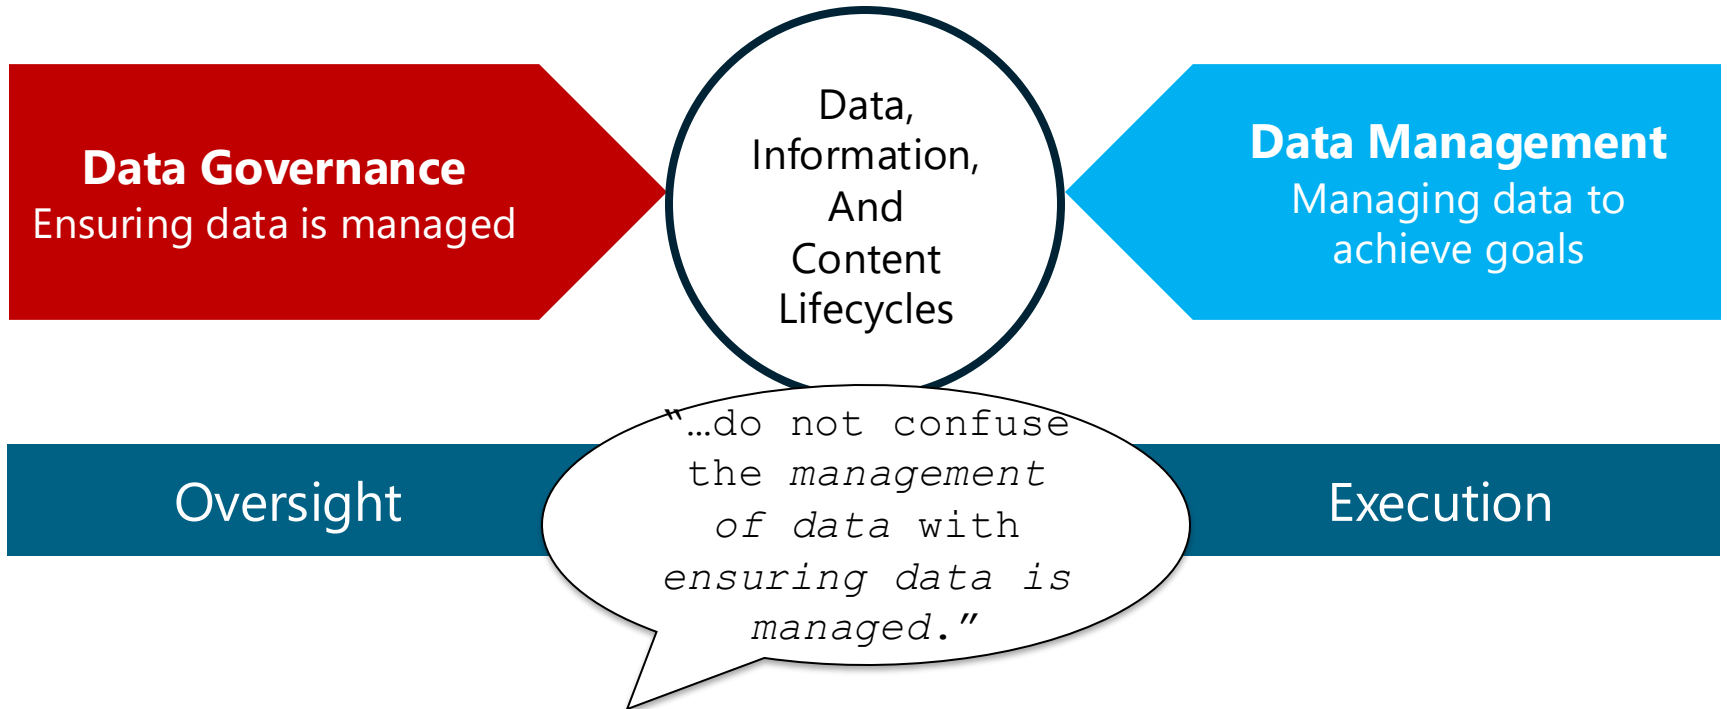 Data Governance
Ensuring data is managed
Data,
Information,
And
Content
Lifecycles
Data Management
Managing data to
achieve goals
Oversight
“…do not confuse
the management
of data with
ensuring data is
managed.”
Execution